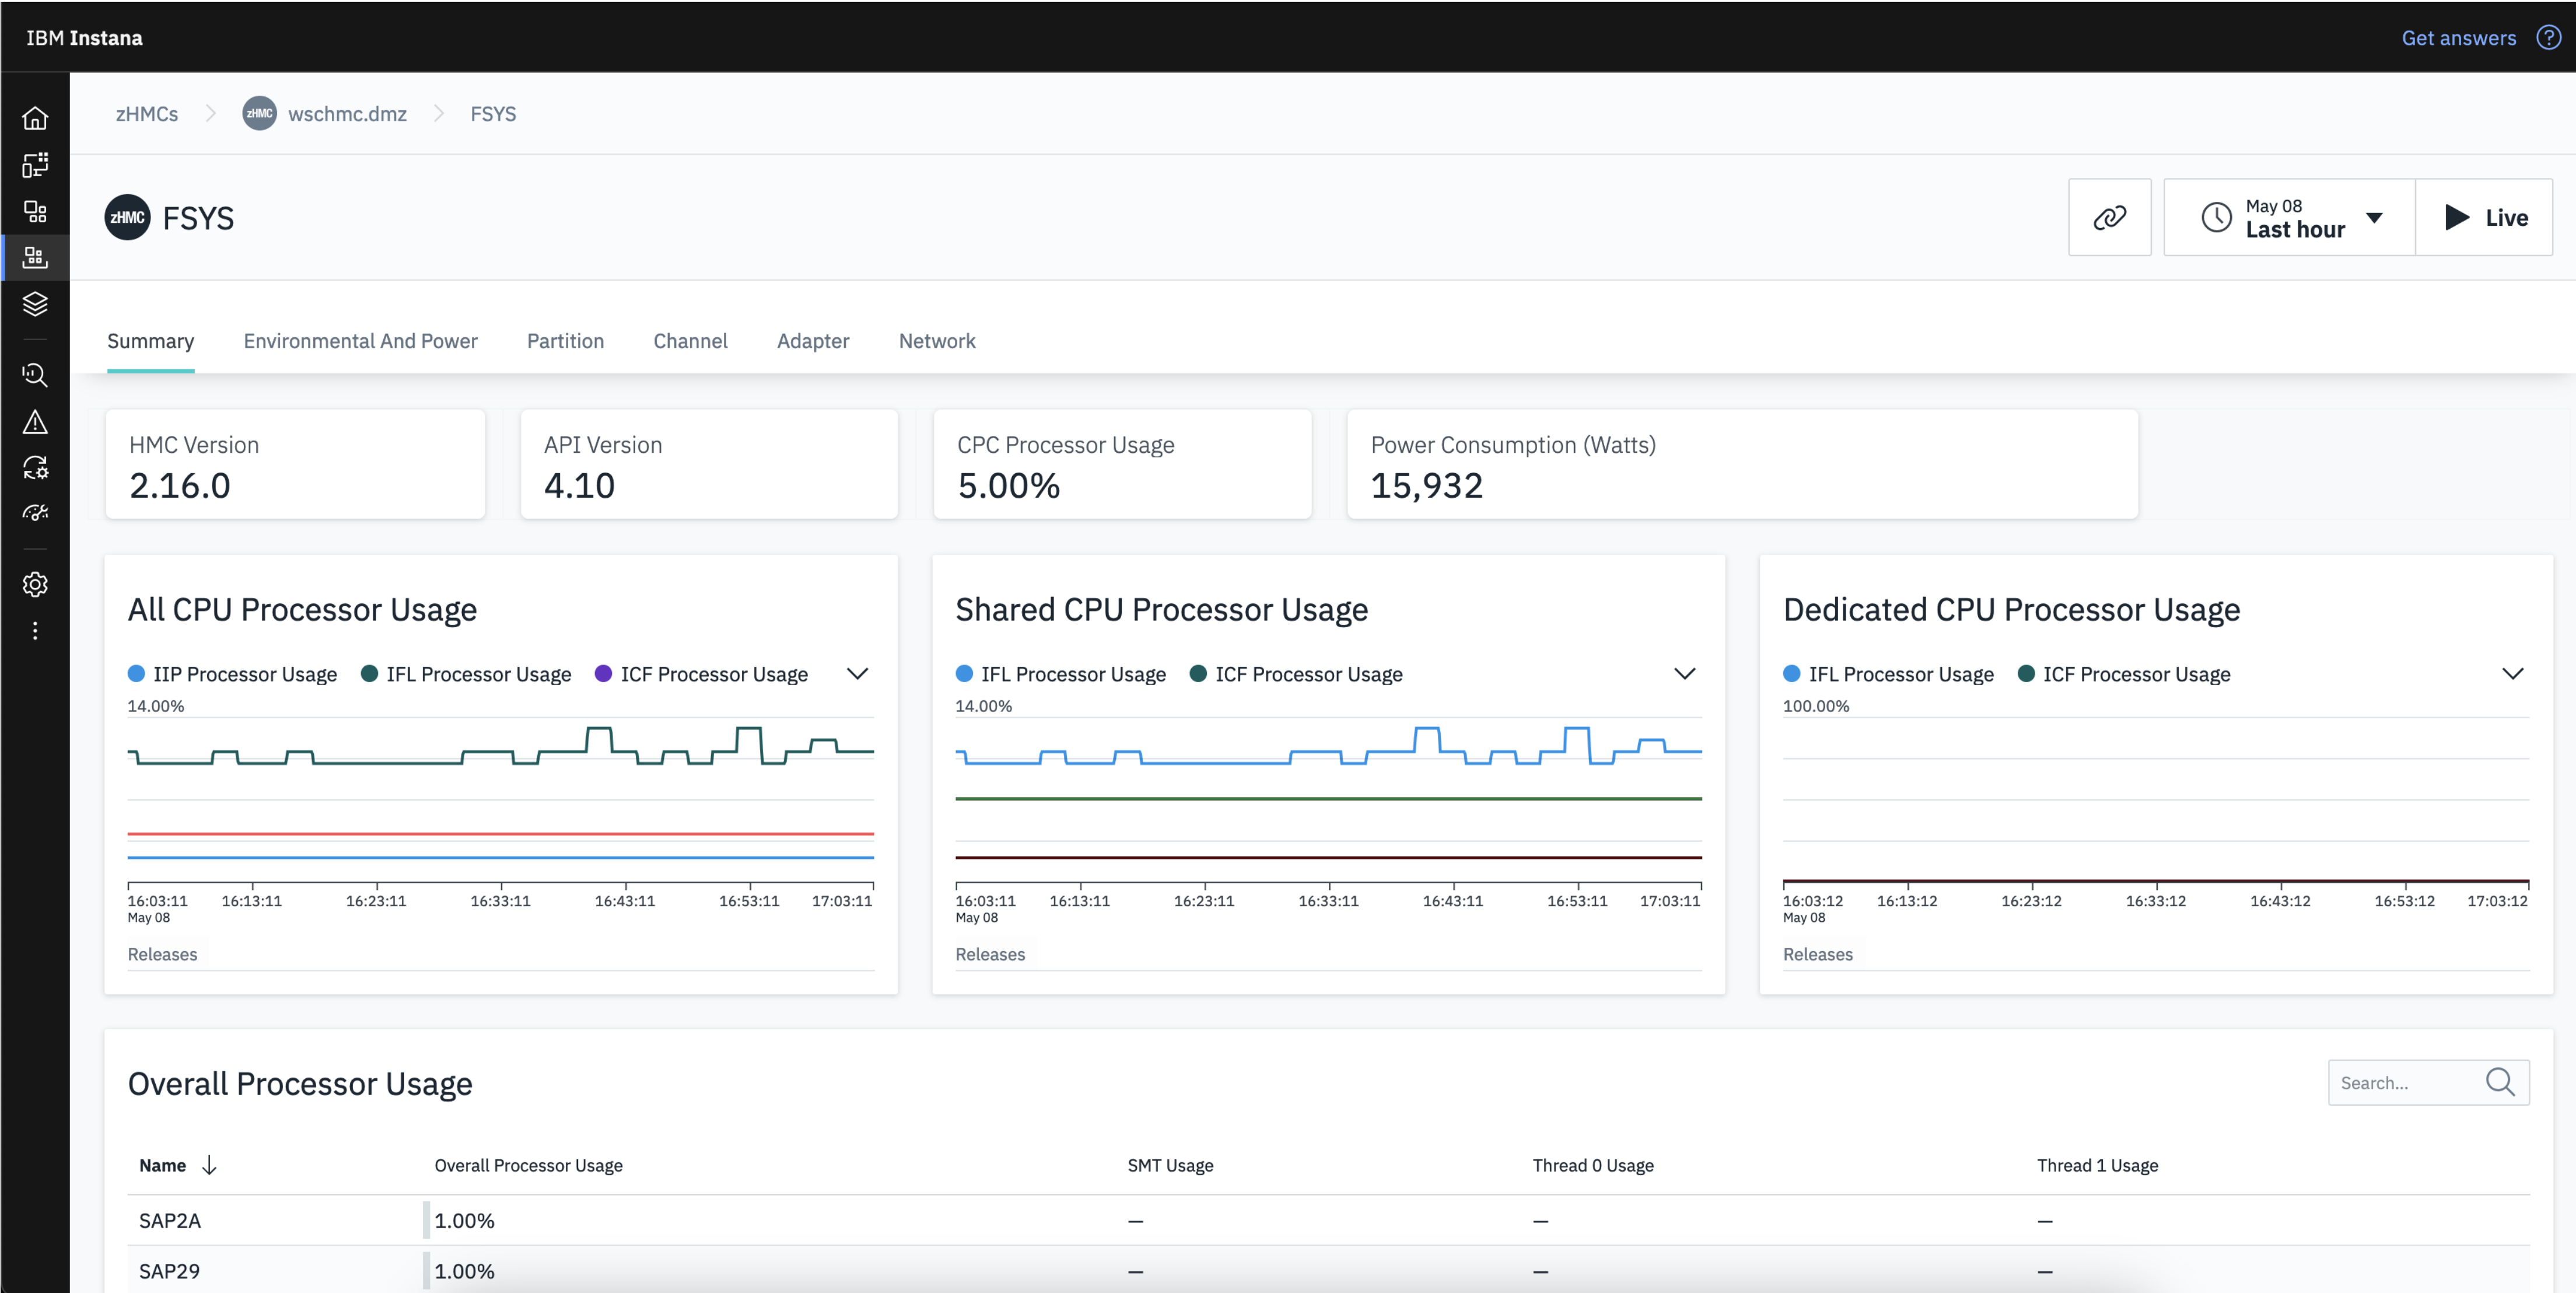 IBM Instana
Get answers ?
zHMCs
zHMC wschmc.dmz
FSYS
zHMC FSYS
May 08
Last hour
Live
Summary
Environmental And Power
Partition
Channel
Adapter
Network
HMC Version
2.16.0
API Version
4.10
CPC Processor Usage
5.00%
Power Consumption (Watts)
15,932
All CPU Processor Usage
IIP Processor Usage
IFL Processor Usage
ICF Processor Usage
14.00%
16:03:11 16:13:11 16:23:11 16:33:11 16:43:11 16:53:11 17:03:11
May 08
Releases
Shared CPU Processor Usage
IFL Processor Usage
ICF Processor Usage
14.00%
16:03:11 16:13:11 16:23:11 16:33:11 16:43:11 16:53:11 17:03:11
May 08
Releases
Dedicated CPU Processor Usage
IFL Processor Usage
ICF Processor Usage
100.00%
16:03:12 16:13:12 16:23:12 16:33:12 16:43:12 16:53:12 17:03:12
May 08
Releases
Overall Processor Usage
Search...
Name Overall Processor Usage SMT Usage Thread 0 Usage Thread 1 Usage
SAP2A 1.00% – – –
SAP29 1.00% – – –